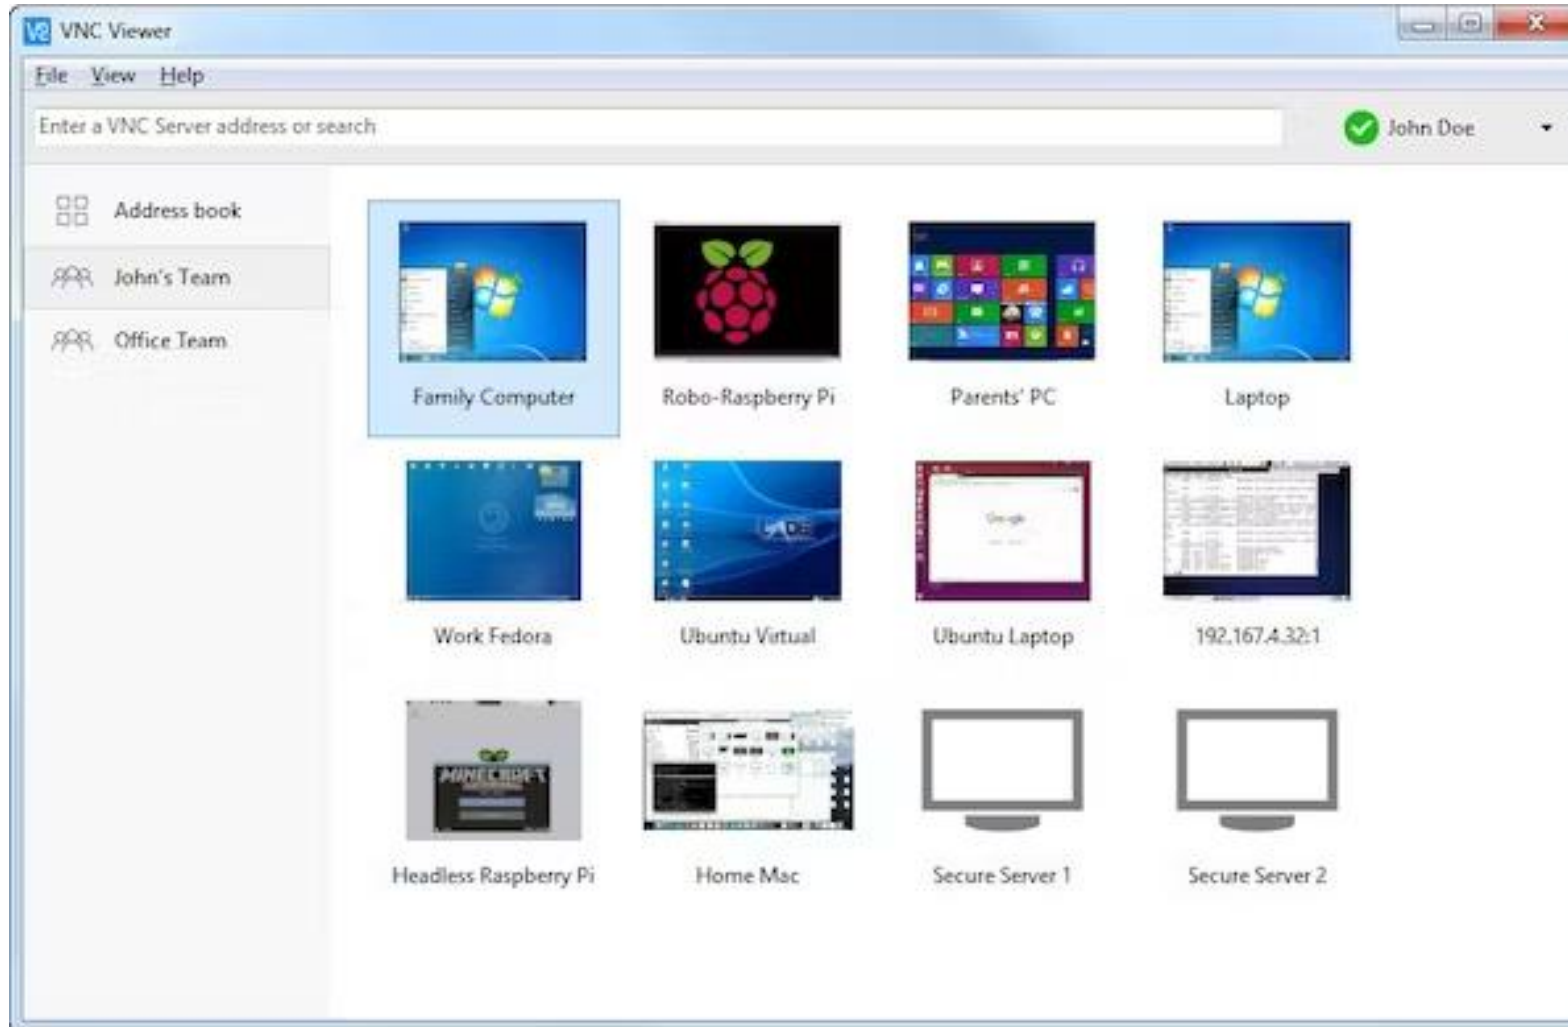 VNC Viewer
File View Help
Enter a VNC Server address or search
John Doe
Address book
John's Team
Office Team
Family Computer
Robo-Raspberry Pi
Parents' PC
Laptop
Work Fedora
Ubuntu Virtual
Ubuntu Laptop
192.167.4.32:1
Google
MINECRAFT
Headless Raspberry Pi
Home Mac
Secure Server 1
Secure Server 2